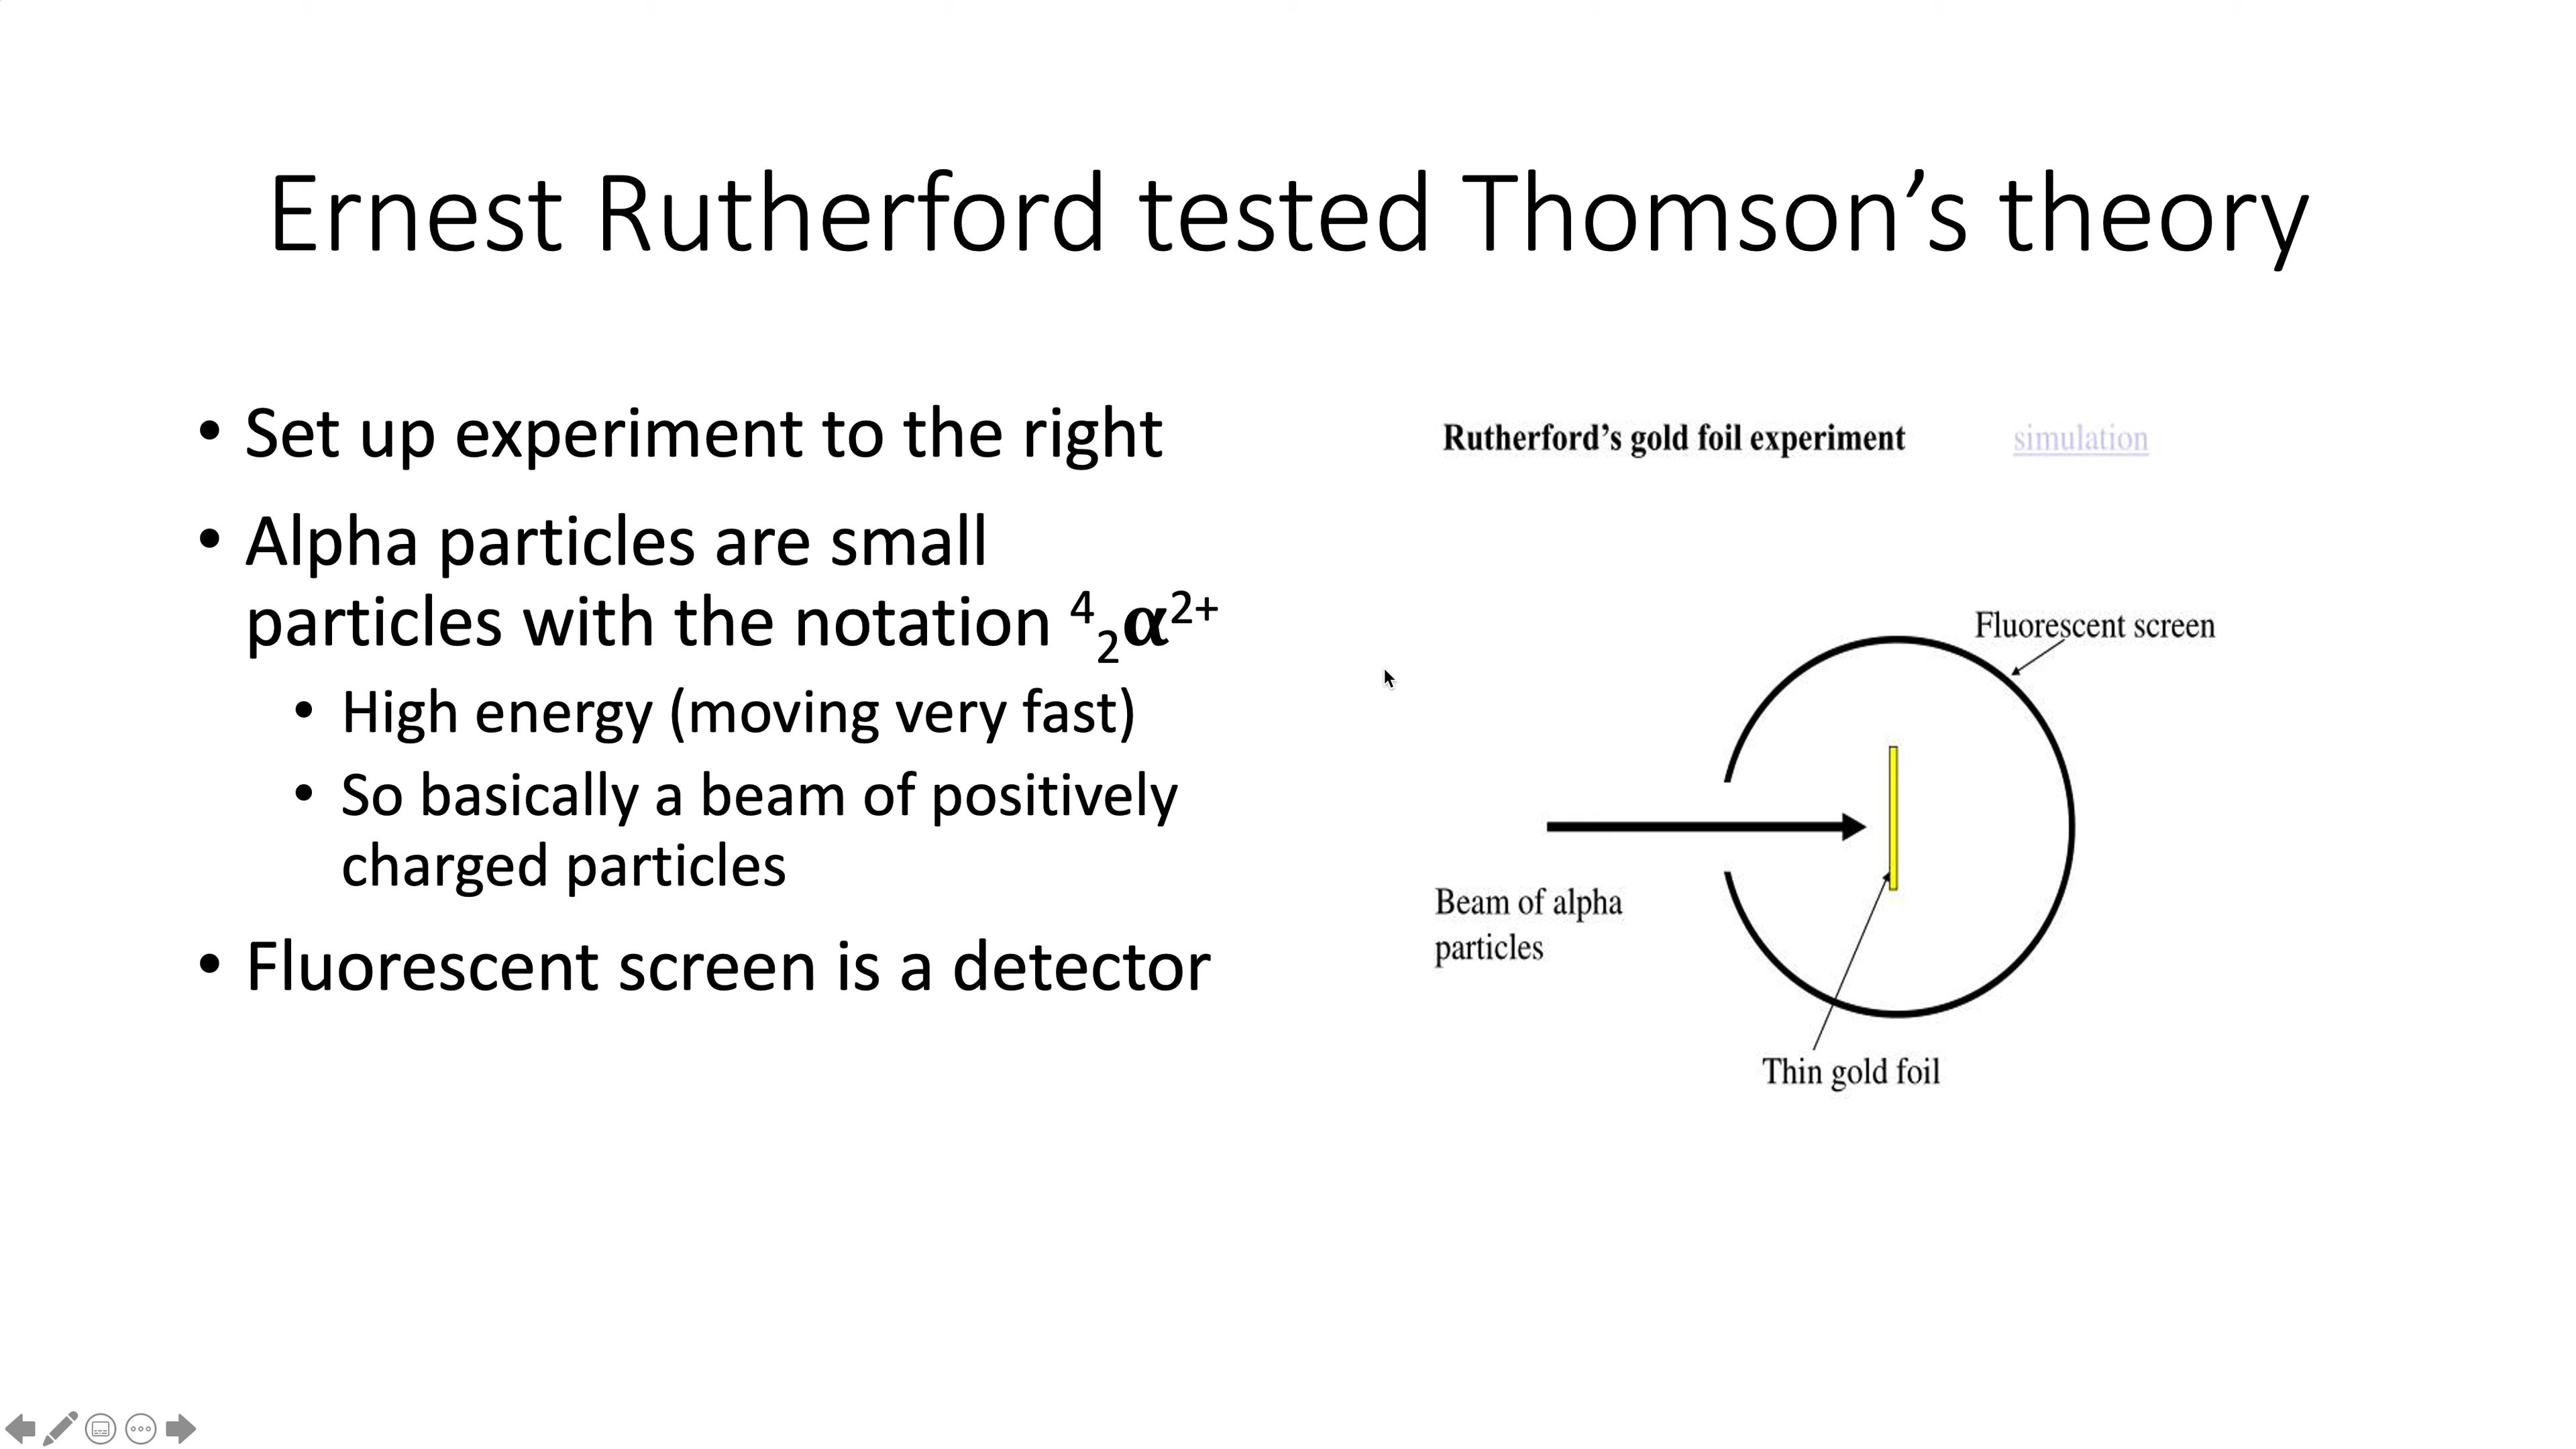 Ernest Rutherford tested Thomson’s theory
• Set up experiment to the right
• Alpha particles are small
particles with the notation ⁴₂α²⁺
• High energy (moving very fast)
• So basically a beam of positively
charged particles
• Fluorescent screen is a detector
Rutherford’s gold foil experiment simulation
Fluorescent screen
Beam of alpha
particles
Thin gold foil